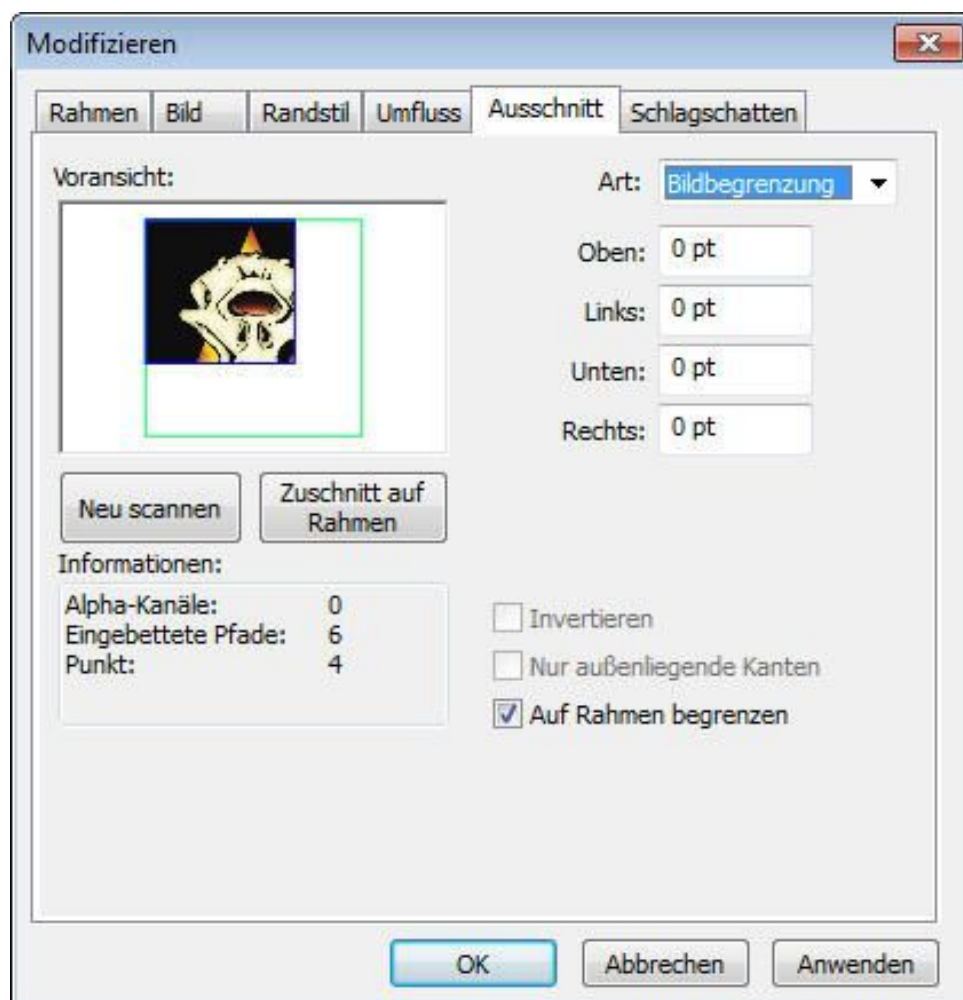 Modifizieren
Rahmen Bild Randstil Umfluss Ausschnitt Schlagschatten
Voransicht:
Art: Bildbegrenzung
Oben: 0 pt
Links: 0 pt
Unten: 0 pt
Rechts: 0 pt
Neu scannen
Zuschnitt auf
Rahmen
Informationen:
Alpha-Kanäle: 0
Eingebettete Pfade: 6
Punkt: 4
Invertieren
Nur außenliegende Kanten
Auf Rahmen begrenzen
OK Abbrechen Anwenden